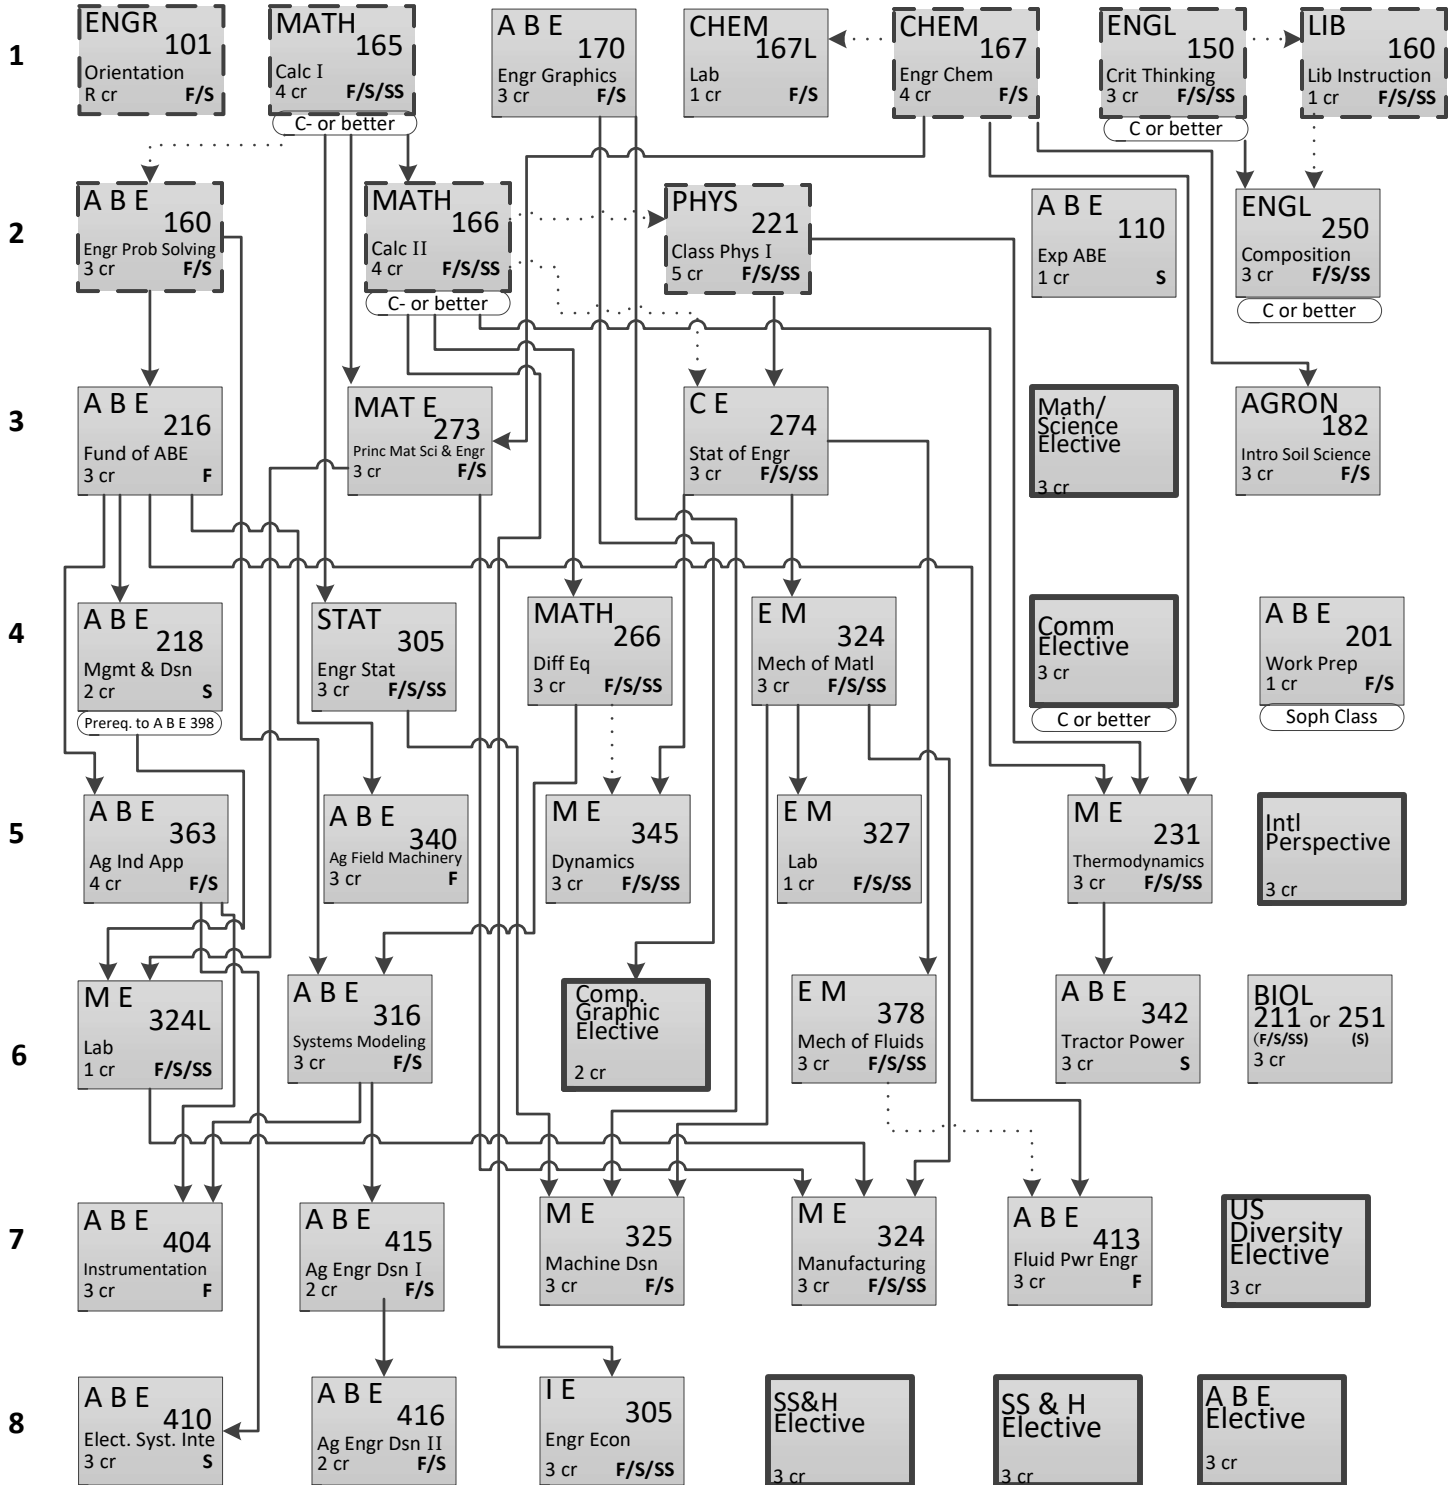 1
ENGR
101
Orientation
R cr F/S
MATH
165
Calc I
4 cr F/S/SS
C- or better
A B E
170
Engr Graphics
3 cr F/S
CHEM
167L
Lab
1 cr F/S
CHEM
167
Engr Chem
4 cr F/S
ENGL
150
Crit Thinking
3 cr F/S/SS
C or better
LIB
160
Lib Instruction
1 cr F/S/SS
2
A B E
160
Engr Prob Solving
3 cr F/S
MATH
166
Calc II
4 cr F/S/SS
C- or better
PHYS
221
Class Phys I
5 cr F/S/SS
A B E
110
Exp ABE
1 cr S
ENGL
250
Composition
3 cr F/S/SS
C or better
3
A B E
216
Fund of ABE
3 cr F
MAT E
273
Princ Mat Sci & Engr
3 cr F/S
C E
274
Stat of Engr
3 cr F/S/SS
Math/
Science
Elective
3 cr
AGRON
182
Intro Soil Science
3 cr F/S
4
A B E
218
Mgmt & Dsn
2 cr S
Prereq. to A B E 398
STAT
305
Engr Stat
3 cr F/S/SS
MATH
266
Diff Eq
3 cr F/S/SS
E M
324
Mech of Matl
3 cr F/S/SS
Comm
Elective
3 cr
C or better
A B E
201
Work Prep
1 cr F/S
Soph Class
5
A B E
363
Ag Ind App
4 cr F/S
A B E
340
Ag Field Machinery
3 cr F
M E
345
Dynamics
3 cr F/S/SS
E M
327
Lab
1 cr F/S/SS
M E
231
Thermodynamics
3 cr F/S/SS
Intl
Perspective
3 cr
6
M E
324L
Lab
1 cr F/S/SS
A B E
316
Systems Modeling
3 cr F/S
Comp.
Graphic
Elective
2 cr
E M
378
Mech of Fluids
3 cr F/S/SS
A B E
342
Tractor Power
3 cr S
BIOL
211 or 251
(F/S/SS) (S)
3 cr
7
A B E
404
Instrumentation
3 cr F
A B E
415
Ag Engr Dsn I
2 cr F/S
M E
325
Machine Dsn
3 cr F/S
M E
324
Manufacturing
3 cr F/S/SS
A B E
413
Fluid Pwr Engr
3 cr F
US
Diversity
Elective
3 cr
8
A B E
410
Elect. Syst. Inte
3 cr S
A B E
416
Ag Engr Dsn II
2 cr F/S
I E
305
Engr Econ
3 cr F/S/SS
SS&H
Elective
3 cr
SS & H
Elective
3 cr
A B E
Elective
3 cr